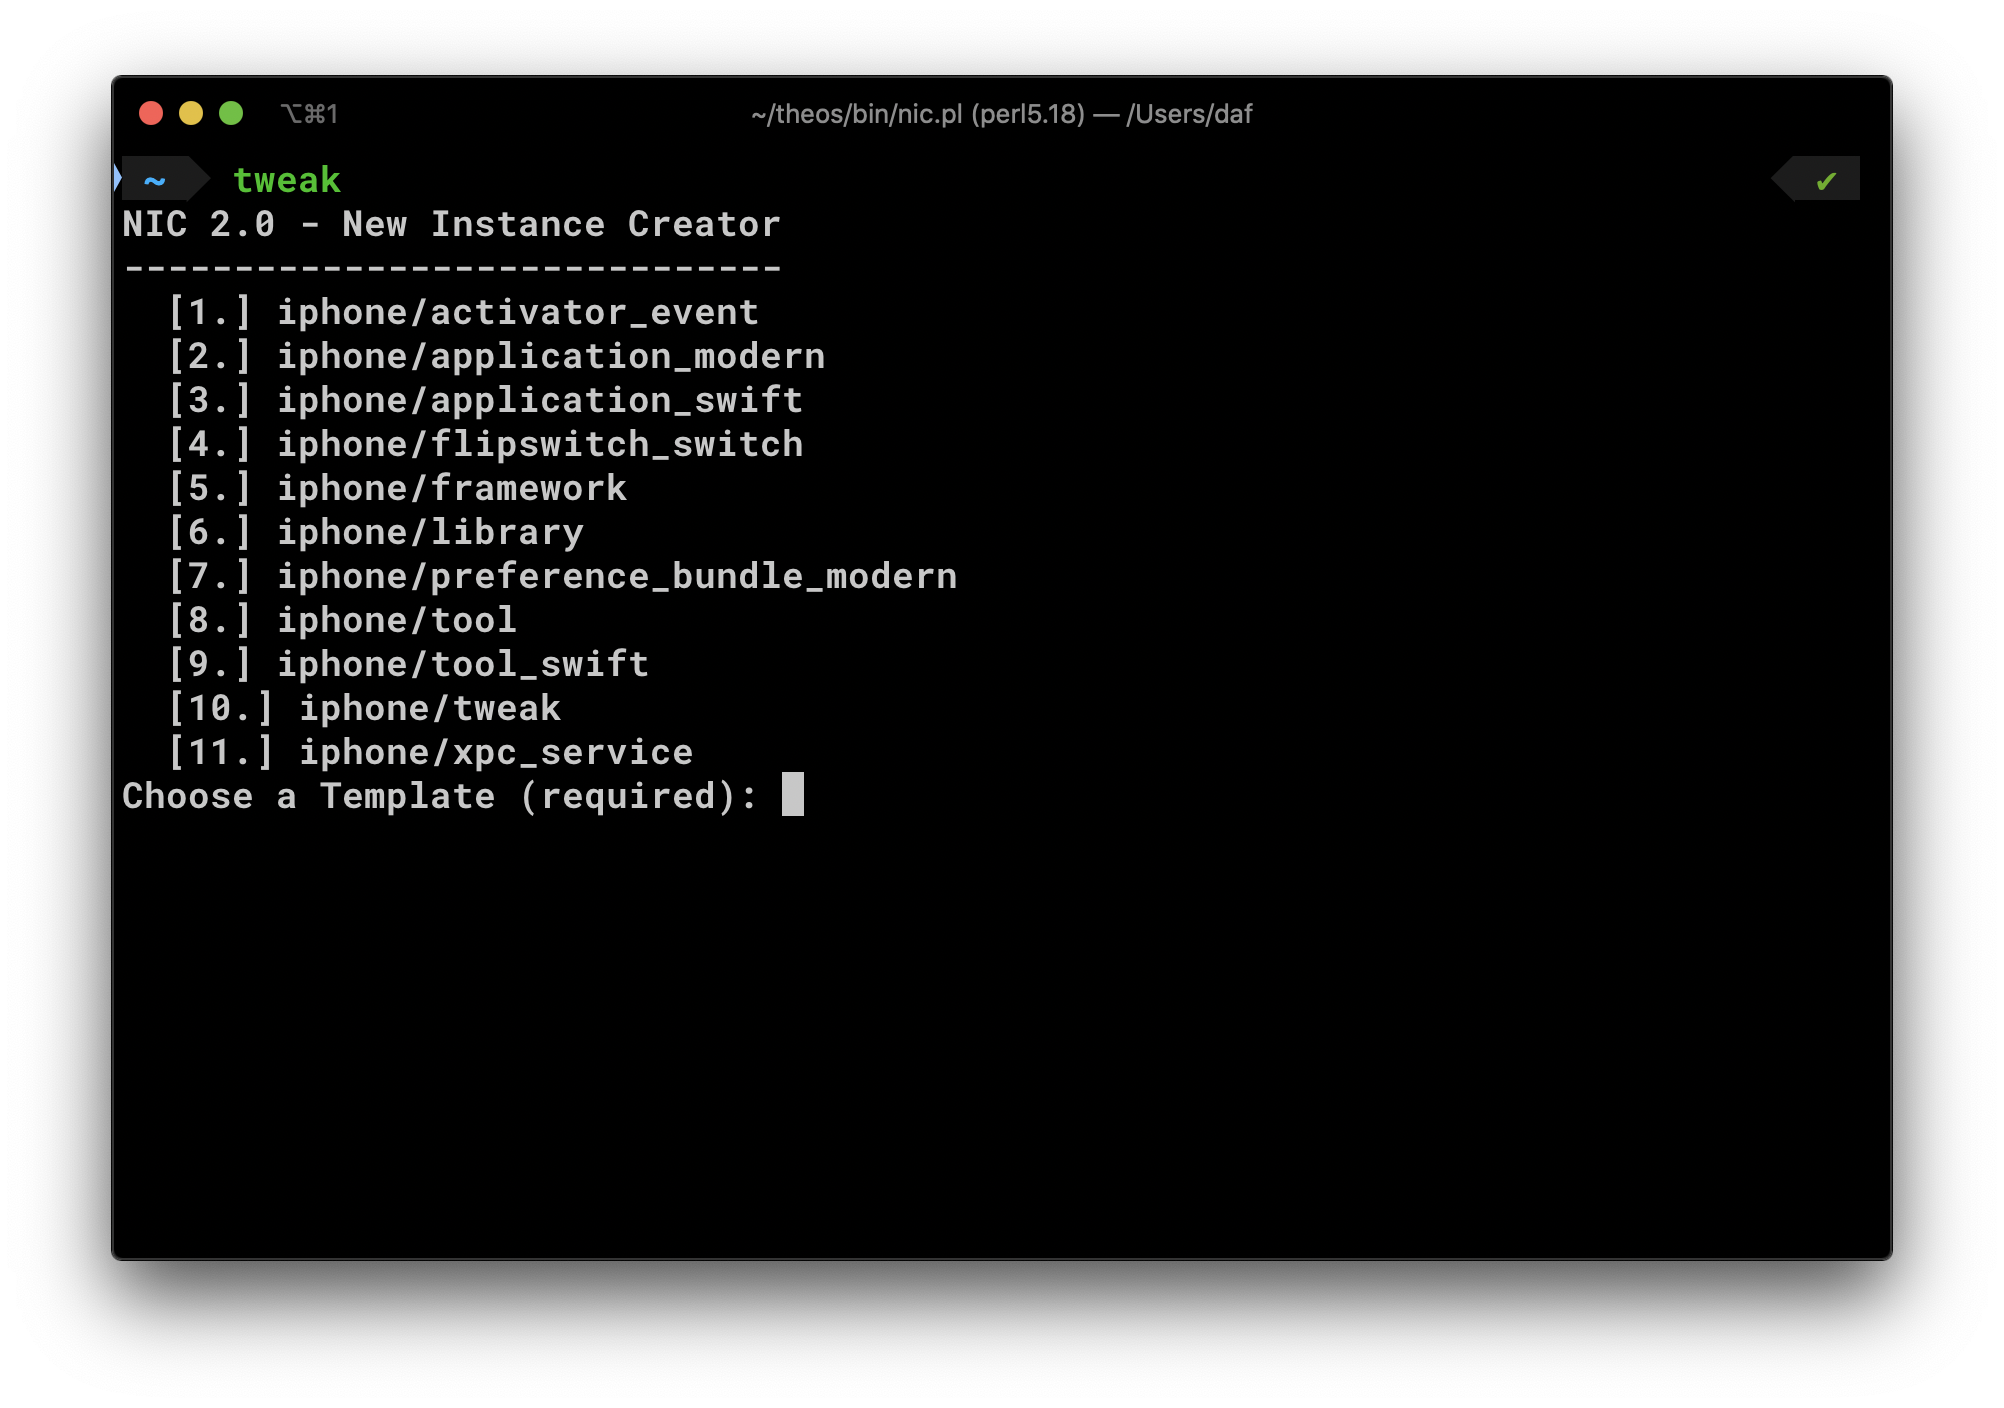 ⌥⌘1 ~/theos/bin/nic.pl (perl5.18) — /Users/daf
~ tweak ✔
NIC 2.0 - New Instance Creator
------------------------------
[1.] iphone/activator_event
[2.] iphone/application_modern
[3.] iphone/application_swift
[4.] iphone/flipswitch_switch
[5.] iphone/framework
[6.] iphone/library
[7.] iphone/preference_bundle_modern
[8.] iphone/tool
[9.] iphone/tool_swift
[10.] iphone/tweak
[11.] iphone/xpc_service
Choose a Template (required):